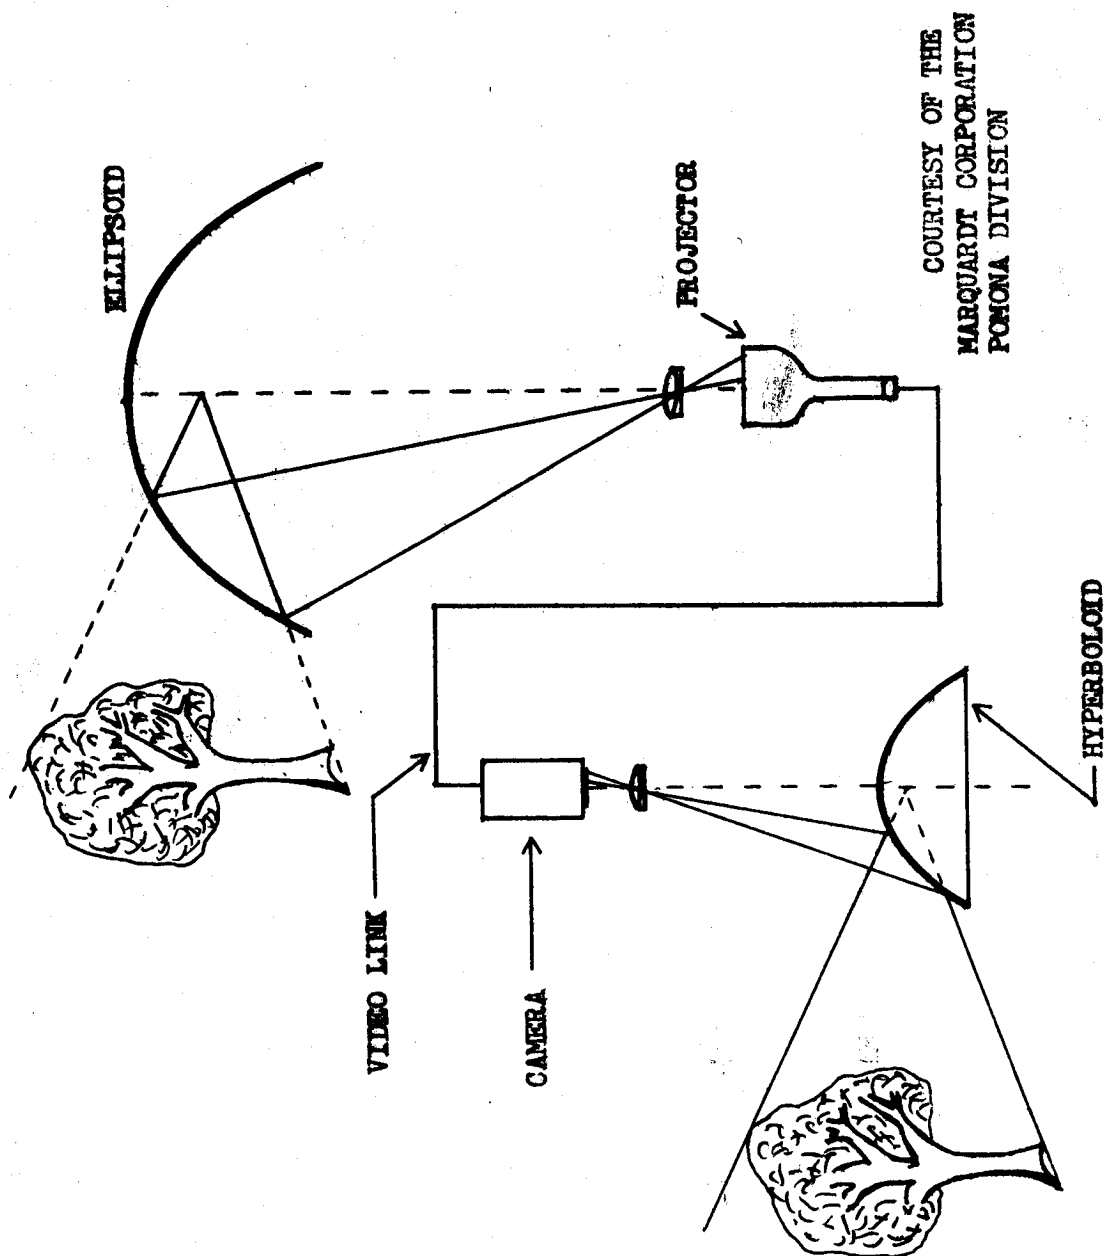 ELLIPSOID
PROJECTOR
COURTESY OF THE
MARQUARDT CORPORATION
POMONA DIVISION
VIDEO LINK
CAMERA
HYPERBOLOID